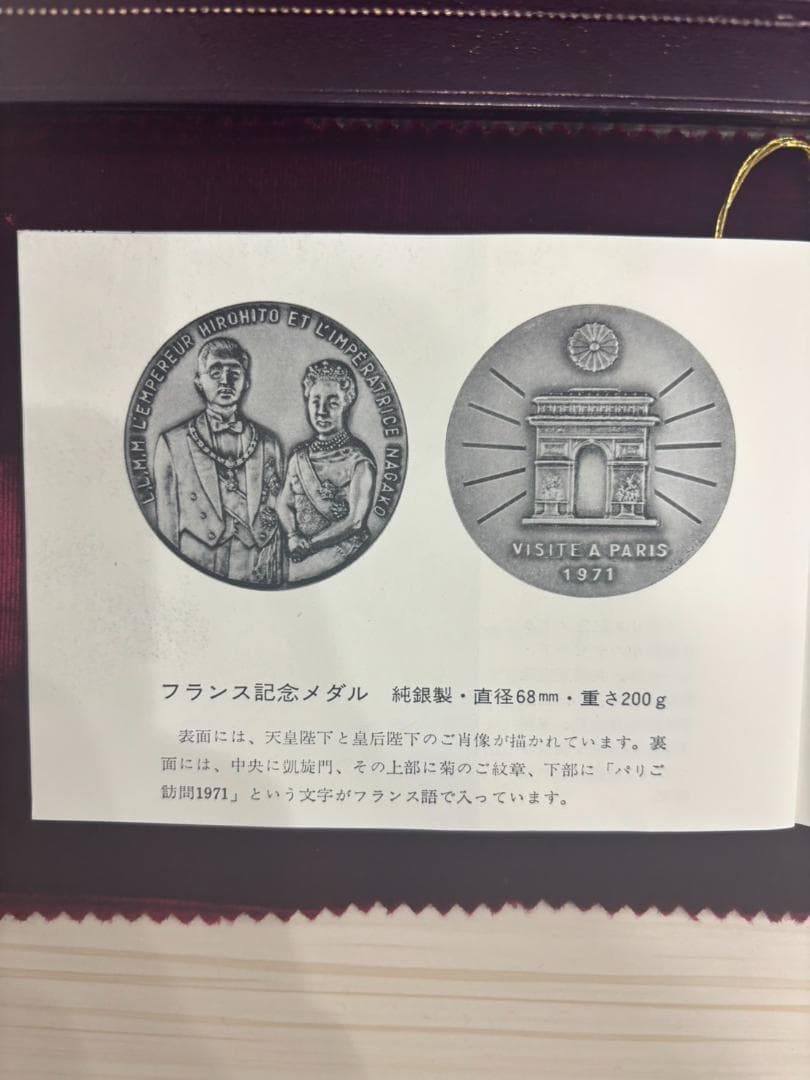 L.L.M.M L'EMPEREUR HIROHITO ET L'IMPÉRATRICE NAGAKO
VISITE A PARIS
1971
フランス記念メダル 純銀製・直径68mm・重さ200g
表面には、天皇陛下と皇后陛下のご肖像が描かれています。裏
面には、中央に凱旋門、その上部に菊のご紋章、下部に「パリご
訪問1971」という文字がフランス語で入っています。